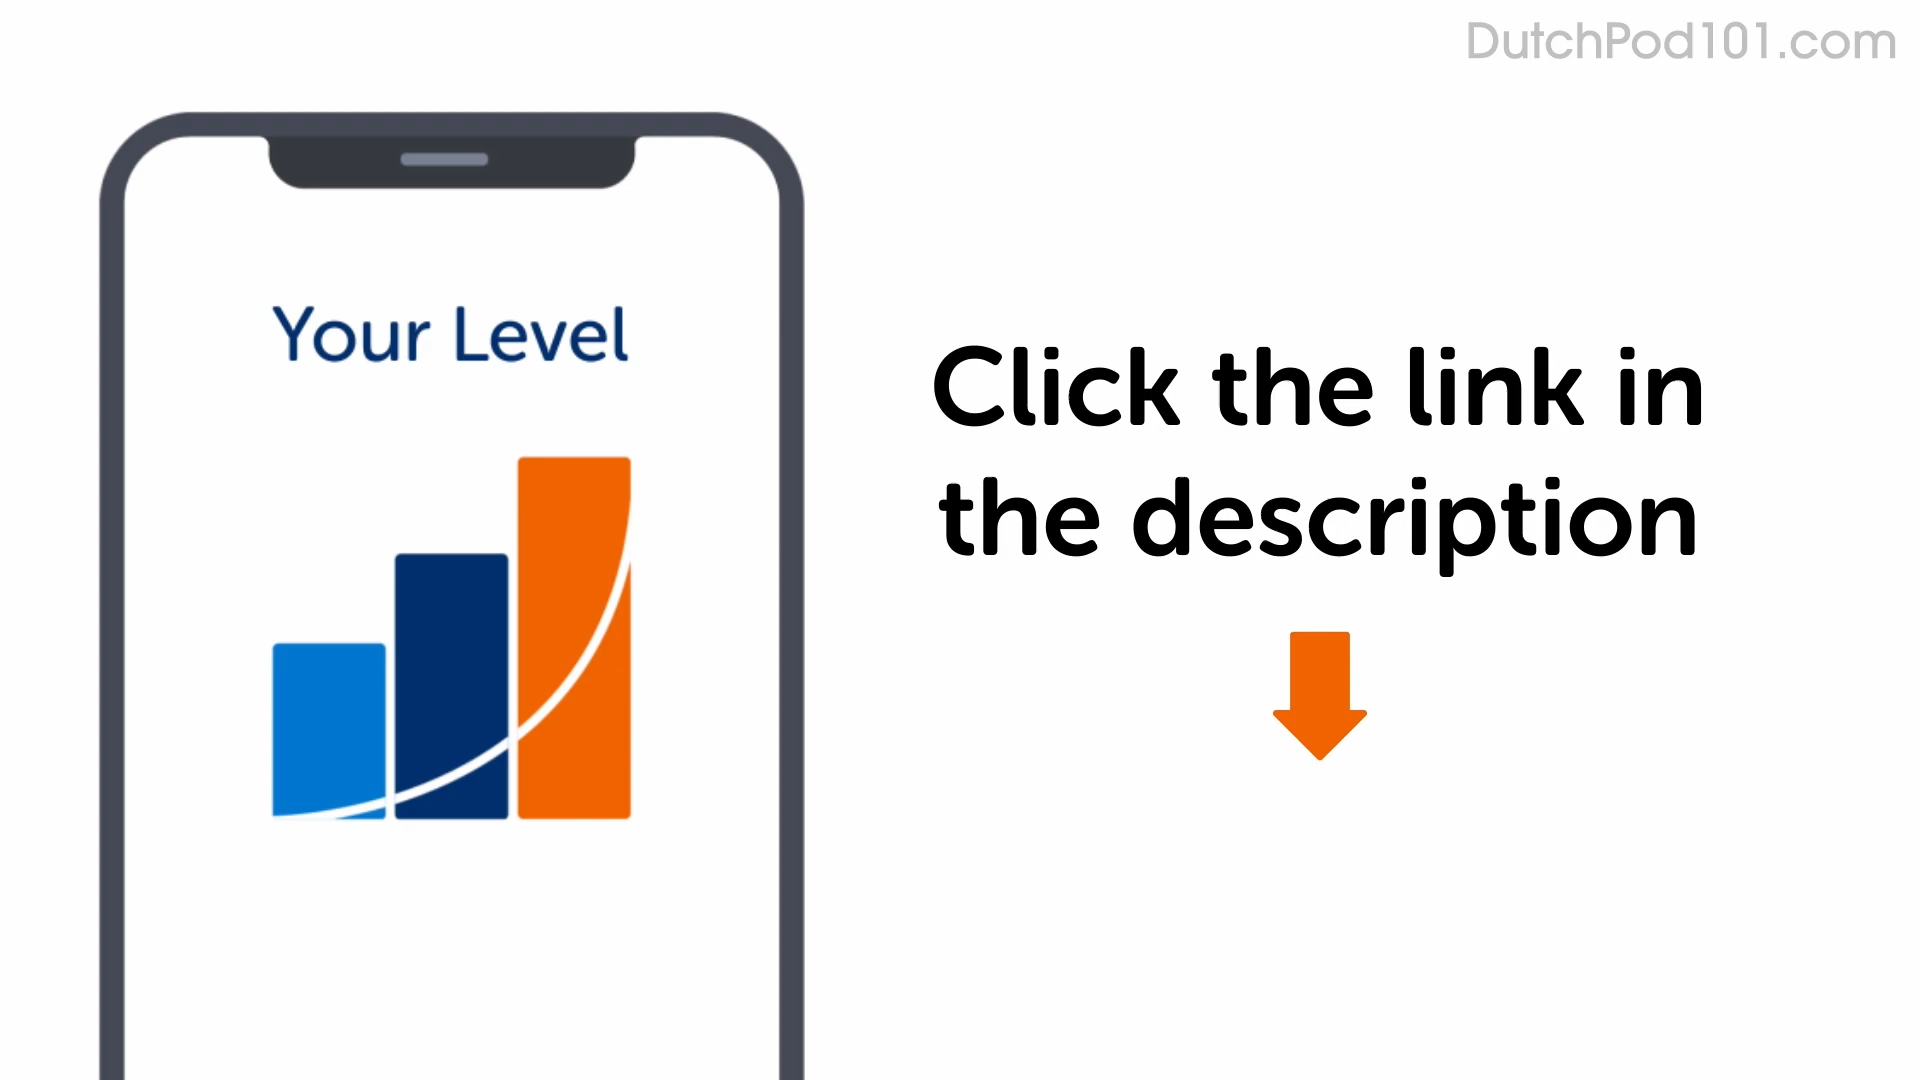 DutchPod101.com
Your Level
Click the link in
the description